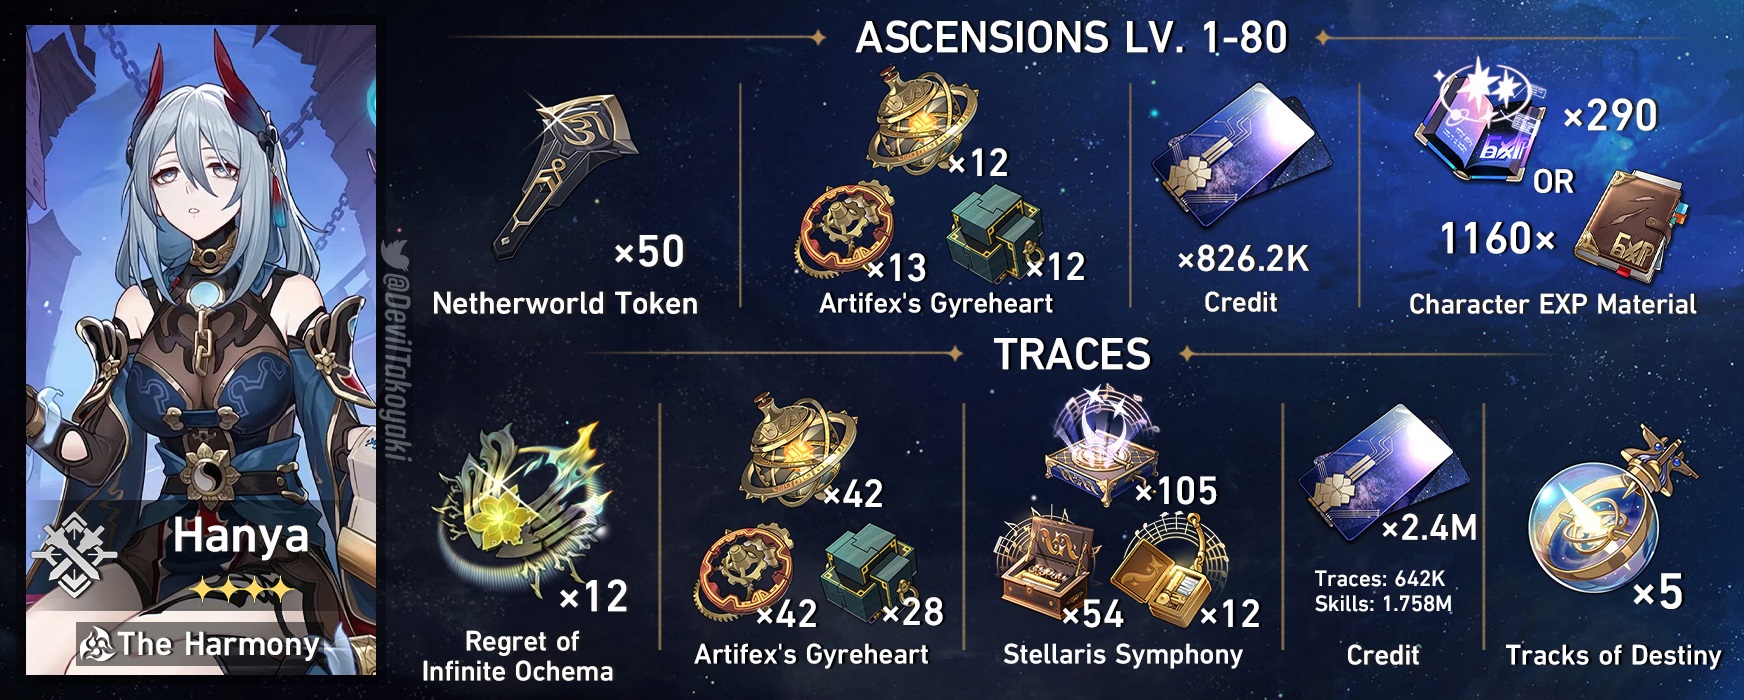 ASCENSIONS LV. 1-80
×50
Netherworld Token
×12
×13
×12
Artifex's Gyreheart
×826.2K
Credit
×290
OR
1160×
EXP
Character EXP Material
@DevilTakoyaki
TRACES
×12
Regret of
Infinite Ochema
×42
×42
×28
Artifex's Gyreheart
×105
×54
×12
Stellaris Symphony
×2.4M
Traces: 642K
Skills: 1.758M
Credit
×5
Tracks of Destiny
Hanya
The Harmony